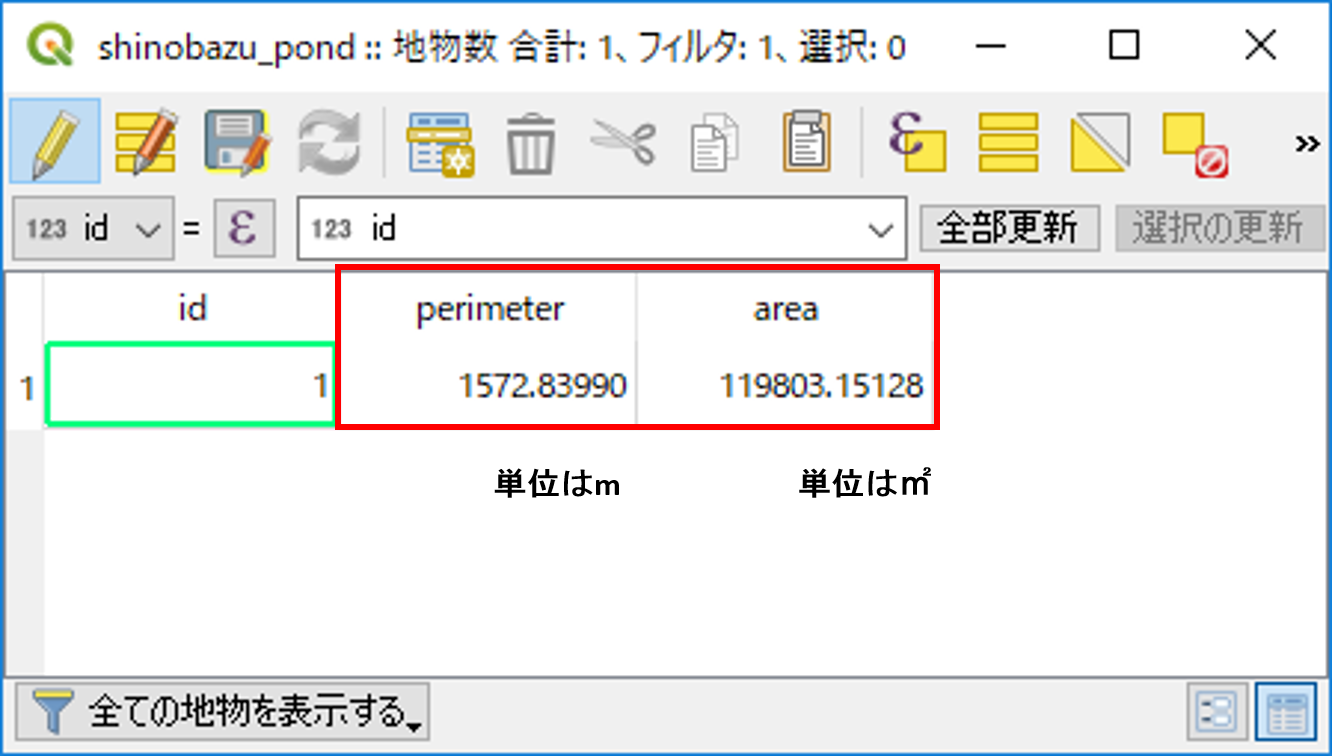 shinobazu_pond :: 地物数 合計: 1、フィルタ: 1、選択: 0
»
123 id = ε 123 id 全部更新 選択の更新
id perimeter area
1 1 1572.83990 119803.15128
単位はm 単位は㎡
全ての地物を表示する